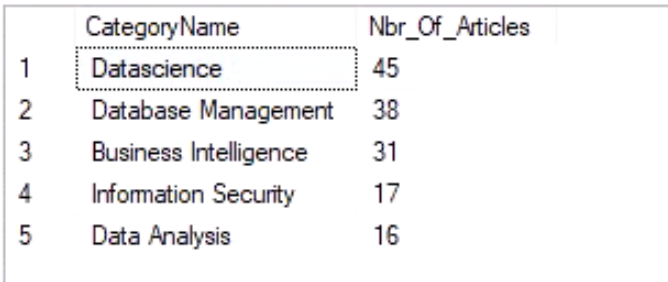 CategoryName Nbr_Of_Articles
1 Datascience 45
2 Database Management 38
3 Business Intelligence 31
4 Information Security 17
5 Data Analysis 16